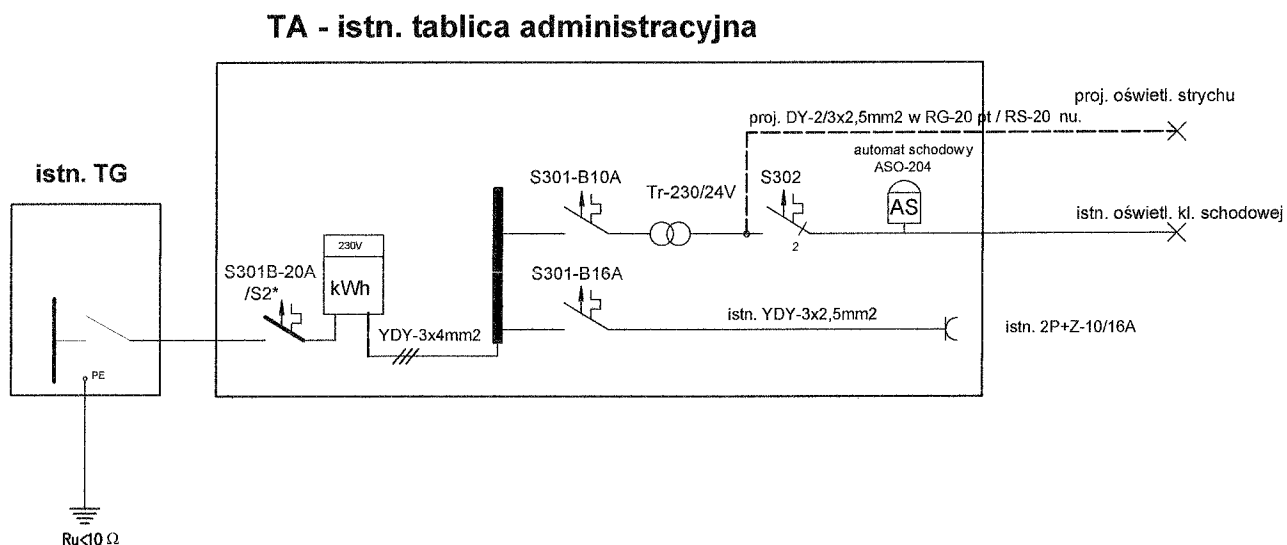 TA - istn. tablica administracyjna
proj. oświetl. strychu
proj. DY-2/3x2,5mm2 w RG-20 pt / RS-20 nu.
automat schodowy
ASO-204
istn. TG
S301-B10A
Tr-230/24V
S302
AS
istn. oświetl. kl. schodowej
2
230V
kWh
S301B-20A
/S2*
S301-B16A
YDY-3x4mm2
istn. YDY-3x2,5mm2
istn. 2P+Z-10/16A
PE
Ru<10 Ω